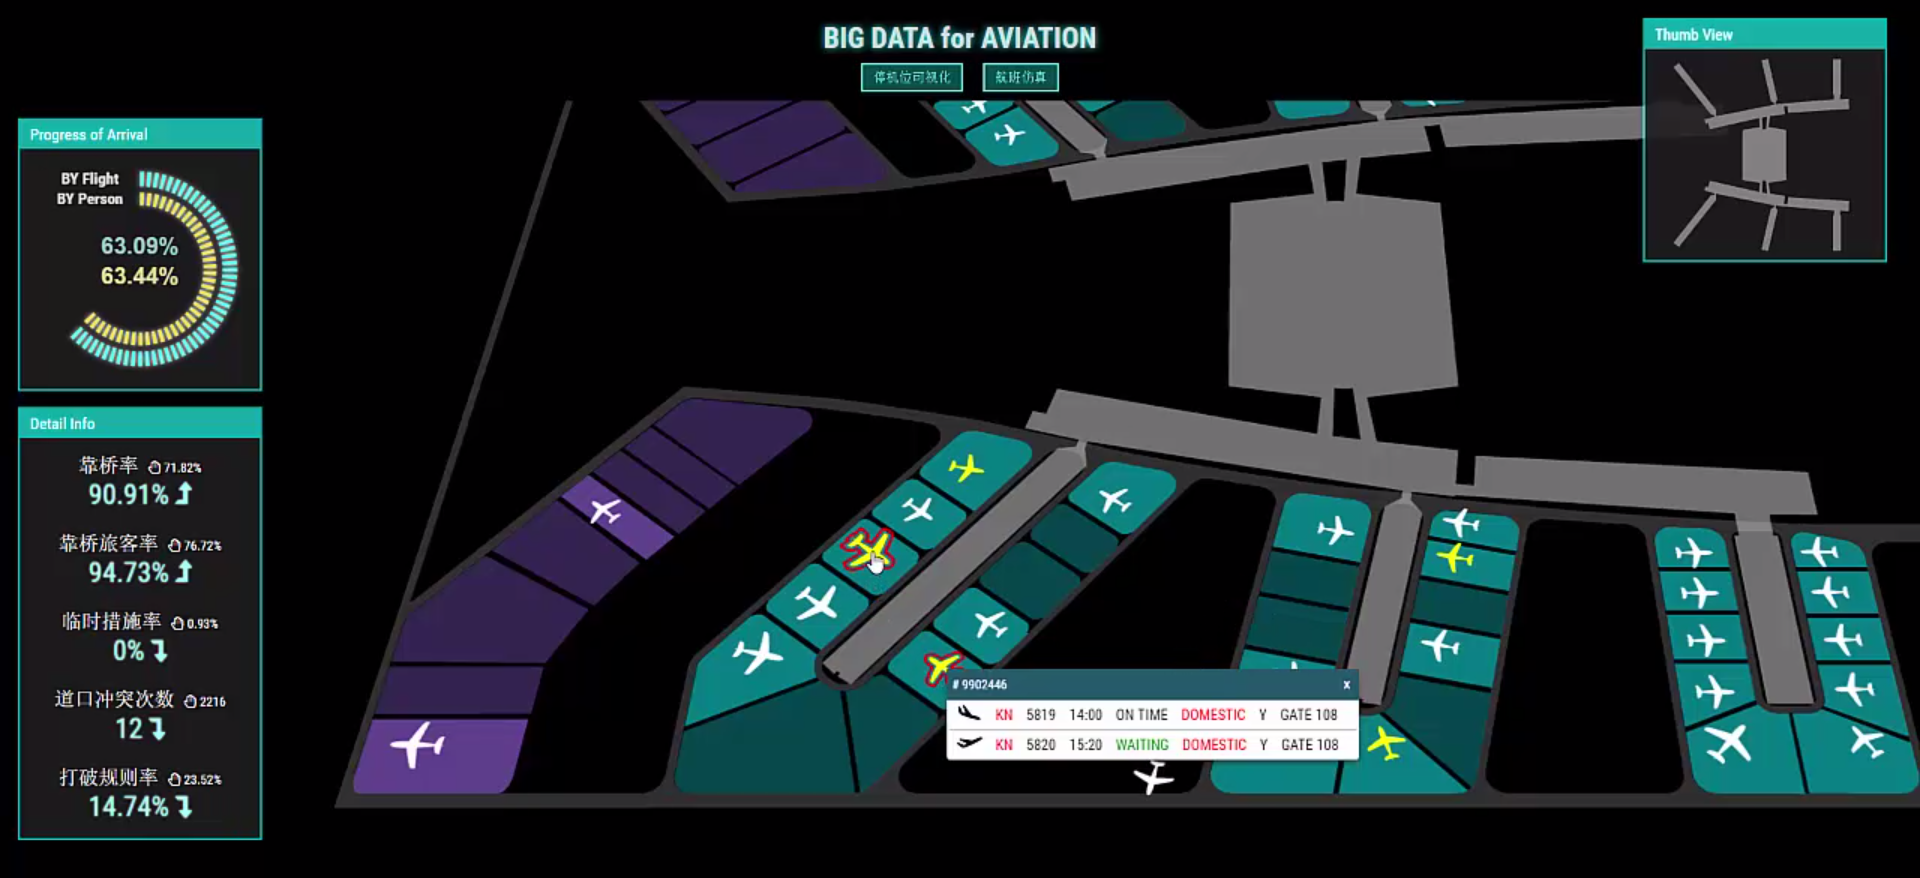 BIG DATA for AVIATION
停机位可视化
航班仿真
Thumb View
Progress of Arrival
BY Flight
BY Person
63.09%
63.44%
Detail Info
靠桥率 71.82%
90.91%
靠桥旅客率 76.72%
94.73%
临时措施率 0.93%
0%
道口冲突次数 2216
12
打破规则率 23.52%
14.74%
# 9902446 x
KN 5819 14:00 ON TIME DOMESTIC Y GATE 108
KN 5820 15:20 WAITING DOMESTIC Y GATE 108